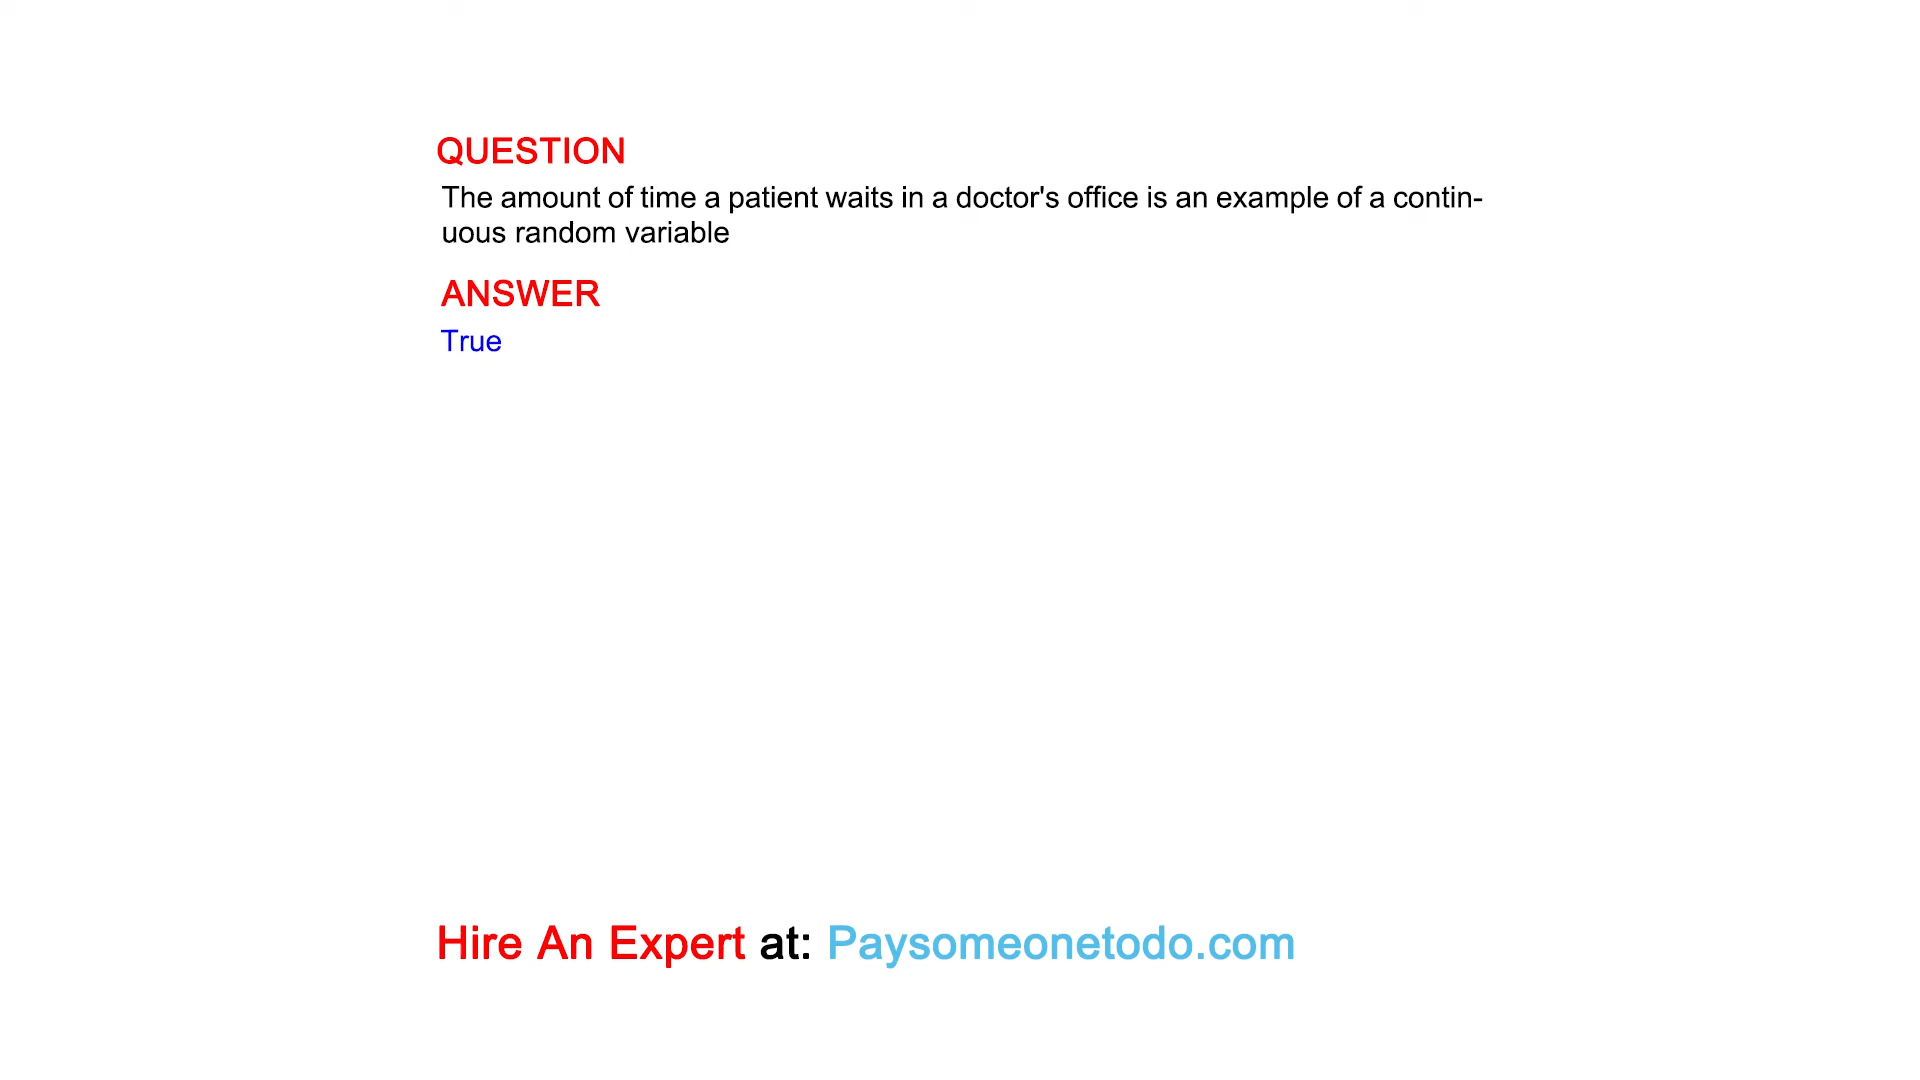 QUESTION
The amount of time a patient waits in a doctor's office is an example of a contin-
uous random variable
ANSWER
True
Hire An Expert at: Paysomeonetodo.com